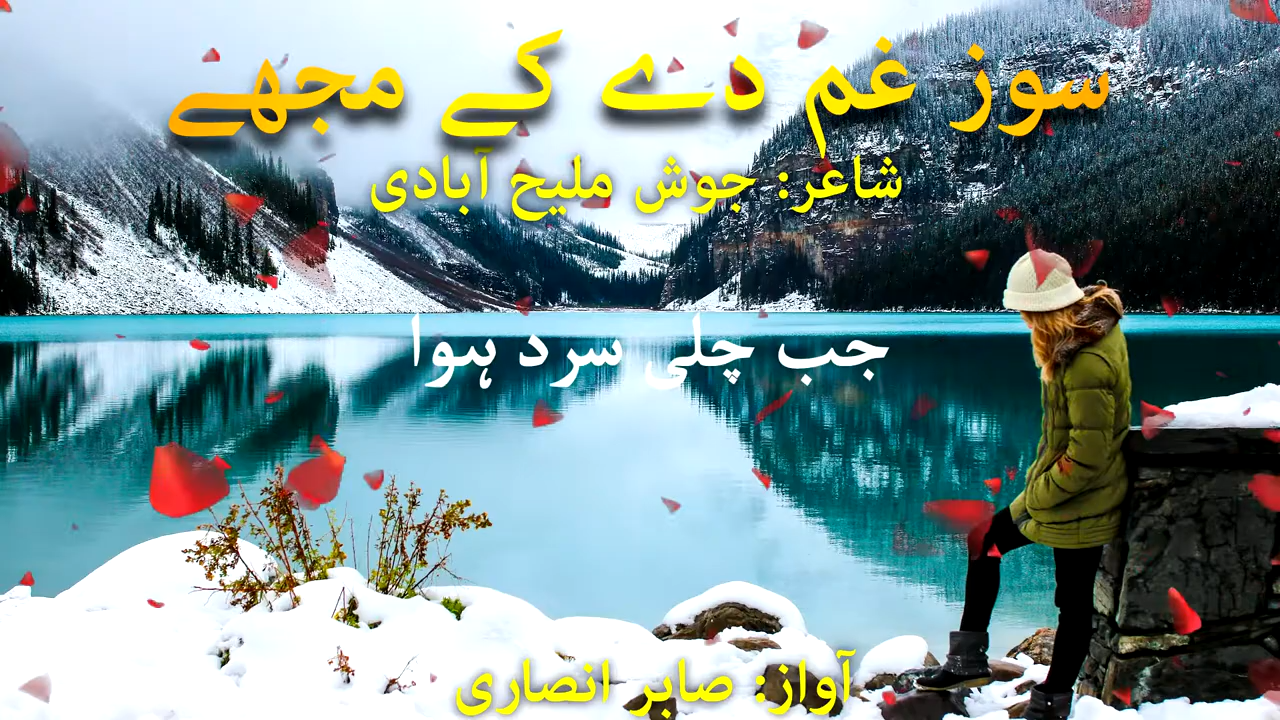 سوز غم دے کے مجھے
شاعر: جوش ملیح آبادی
جب چلی سرد ہوا
آواز: صابر انصاری